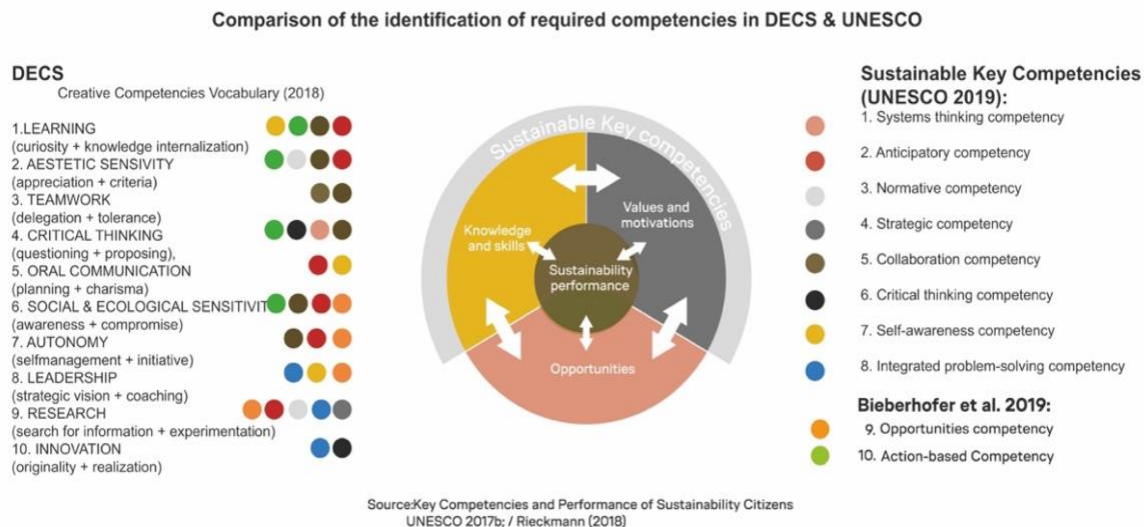 Comparison of the identification of required competencies in DECS & UNESCO
DECS
Creative Competencies Vocabulary (2018)
1.LEARNING
(curiosity + knowledge internalization)
2. AESTETIC SENSIVITY
(appreciation + criteria)
3. TEAMWORK
(delegation + tolerance)
4. CRITICAL THINKING
(questioning + proposing),
5. ORAL COMMUNICATION
(planning + charisma)
6. SOCIAL & ECOLOGICAL SENSITIVIT
(awareness + compromise)
7. AUTONOMY
(selfmanagement + initiative)
8. LEADERSHIP
(strategic vision + coaching)
9. RESEARCH
(search for information + experimentation)
10. INNOVATION
(originality + realization)
Sustainable Key competencies
Knowledge
and skills
Values and
motivations
Sustainability
performance
Opportunities
Sustainable Key Competencies
(UNESCO 2019):
1. Systems thinking competency
2. Anticipatory competency
3. Normative competency
4. Strategic competency
5. Collaboration competency
6. Critical thinking competency
7. Self-awareness competency
8. Integrated problem-solving competency
Bieberhofer et al. 2019:
9. Opportunities competency
10. Action-based Competency
Source:Key Competencies and Performance of Sustainability Citizens
UNESCO 2017b; / Rieckmann (2018)